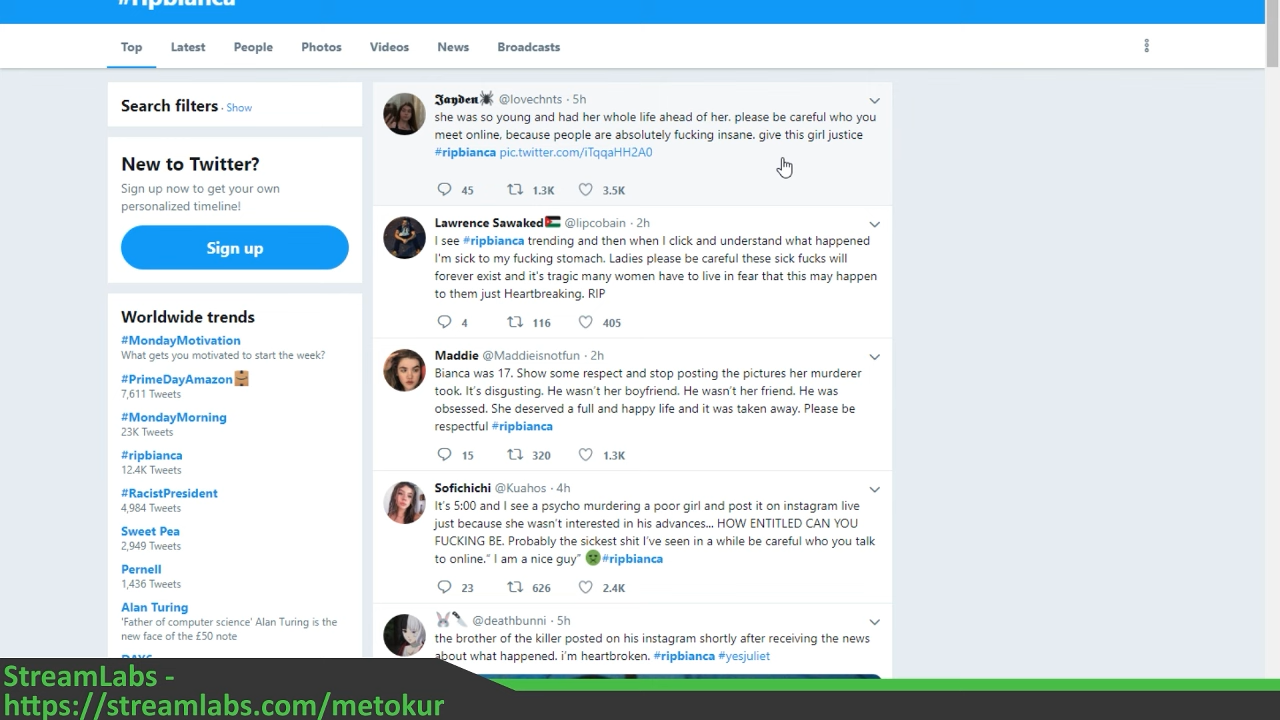 #ripbianca
Top Latest People Photos Videos News Broadcasts
Search filters · Show
New to Twitter?
Sign up now to get your own
personalized timeline!
Sign up
Worldwide trends
#MondayMotivation
What gets you motivated to start the week?
#PrimeDayAmazon
7,611 Tweets
#MondayMorning
23K Tweets
#ripbianca
12.4K Tweets
#RacistPresident
4,984 Tweets
Sweet Pea
2,949 Tweets
Pernell
1,436 Tweets
Alan Turing
'Father of computer science' Alan Turing is the
new face of the £50 note
𝕵𝖆𝖞𝖉𝖊𝖓🕷 @lovechnts · 5h
she was so young and had her whole life ahead of her. please be careful who you
meet online, because people are absolutely fucking insane. give this girl justice
#ripbianca pic.twitter.com/iTqqaHH2A0
45 1.3K 3.5K
Lawrence Sawaked🇯🇴 @lipcobain · 2h
I see #ripbianca trending and then when I click and understand what happened
I'm sick to my fucking stomach. Ladies please be careful these sick fucks will
forever exist and it's tragic many women have to live in fear that this may happen
to them just Heartbreaking. RIP
4 116 405
Maddie @Maddieisnotfun · 2h
Bianca was 17. Show some respect and stop posting the pictures her murderer
took. It's disgusting. He wasn't her boyfriend. He wasn't her friend. He was
obsessed. She deserved a full and happy life and it was taken away. Please be
respectful #ripbianca
15 320 1.3K
Sofichichi @Kuahos · 4h
It's 5:00 and I see a psycho murdering a poor girl and post it on instagram live
just because she wasn't interested in his advances... HOW ENTITLED CAN YOU
FUCKING BE. Probably the sickest shit I've seen in a while be careful who you talk
to online." I am a nice guy" 🤢#ripbianca
23 626 2.4K
🐰🔪 @deathbunni · 5h
the brother of the killer posted on his instagram shortly after receiving the news
about what happened. i'm heartbroken. #ripbianca #yesjuliet
StreamLabs -
https://streamlabs.com/metokur